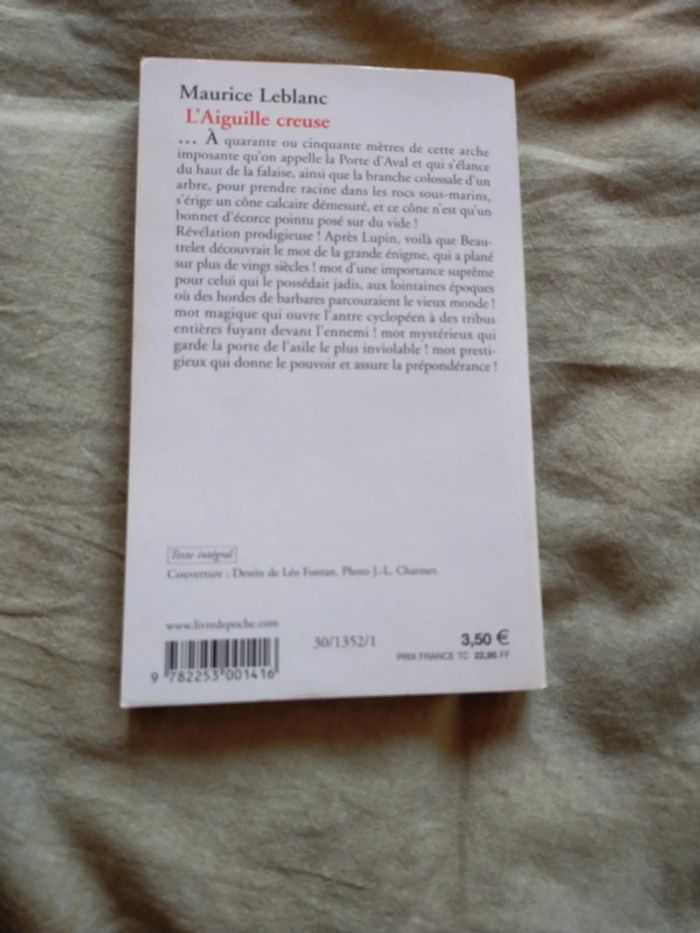 Maurice Leblanc
L'Aiguille creuse
... À quarante ou cinquante mètres de cette arche
imposante qu'on appelle la Porte d'Aval et qui s'élance
du haut de la falaise, ainsi que la branche colossale d'un
arbre, pour prendre racine dans les rocs sous-marins,
s'érige un cône calcaire démesuré, et ce cône n'est qu'un
bonnet d'écorce pointu posé sur du vide !
Révélation prodigieuse ! Après Lupin, voilà que Beau-
trelet découvrait le mot de la grande énigme, qui a plané
sur plus de vingt siècles ! mot d'une importance suprême
pour celui qui le possédait jadis, aux lointaines époques
où des hordes de barbares parcouraient le vieux monde !
mot magique qui ouvre l'antre cyclopéen à des tribus
entières fuyant devant l'ennemi ! mot mystérieux qui
garde la porte de l'asile le plus inviolable ! mot presti-
gieux qui donne le pouvoir et assure la prépondérance !
Texte intégral
Couverture : Dessin de Léo Fontan. Photo J.-L. Charmet.
www.livredepoche.com
30/1352/1
3,50 €
PRIX FRANCE TC 22,95 FF
9 782253 001416